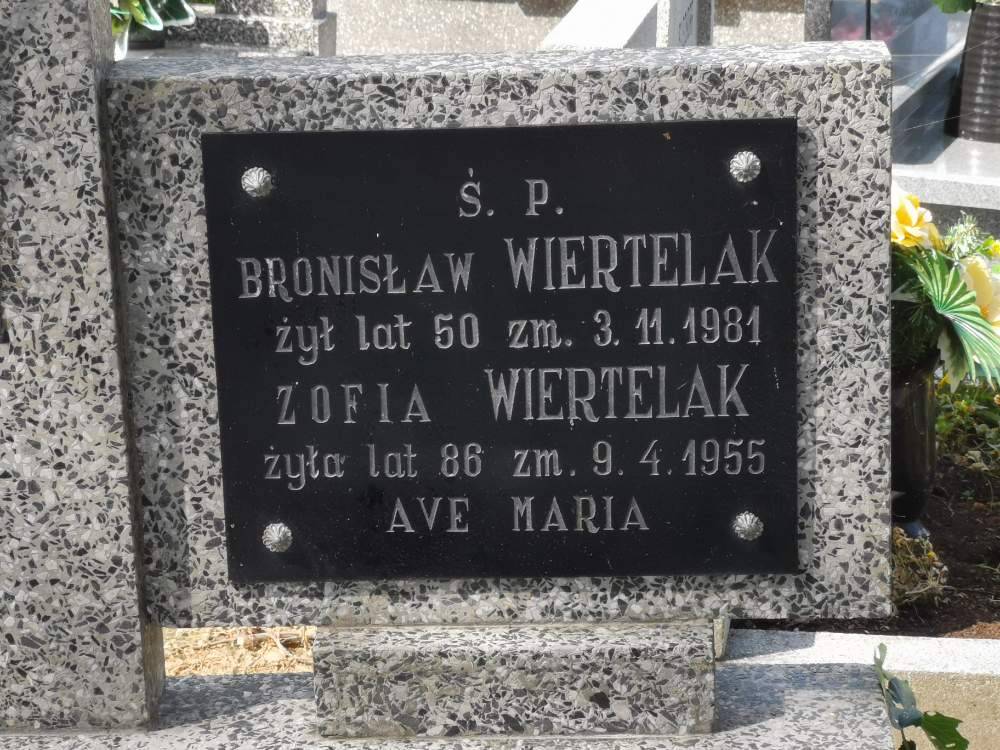 Ś. P.
BRONISŁAW WIERTELAK
żył lat 50 zm. 3. 11. 1981
ZOFIA WIERTELAK
żyła lat 86 zm. 9. 4. 1955
AVE MARIA